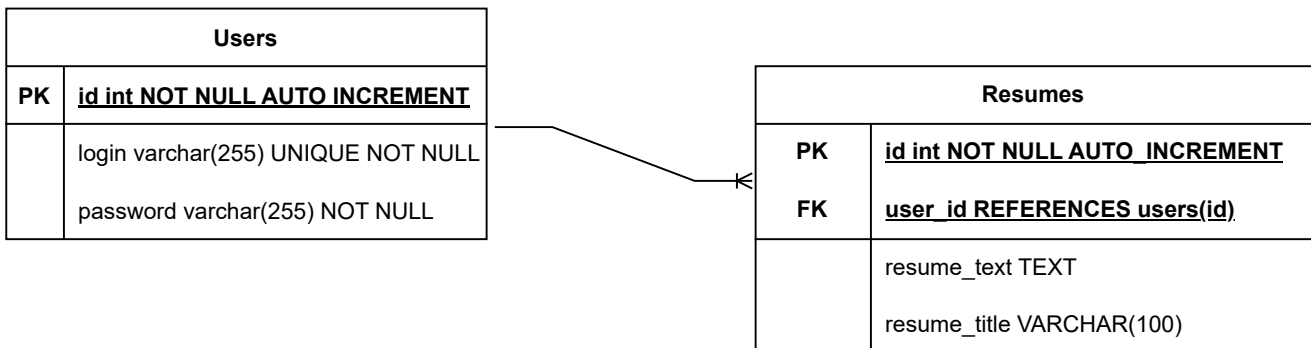 Users
PK id int NOT NULL AUTO INCREMENT
login varchar(255) UNIQUE NOT NULL
password varchar(255) NOT NULL
Resumes
PK id int NOT NULL AUTO_INCREMENT
FK user_id REFERENCES users(id)
resume_text TEXT
resume_title VARCHAR(100)